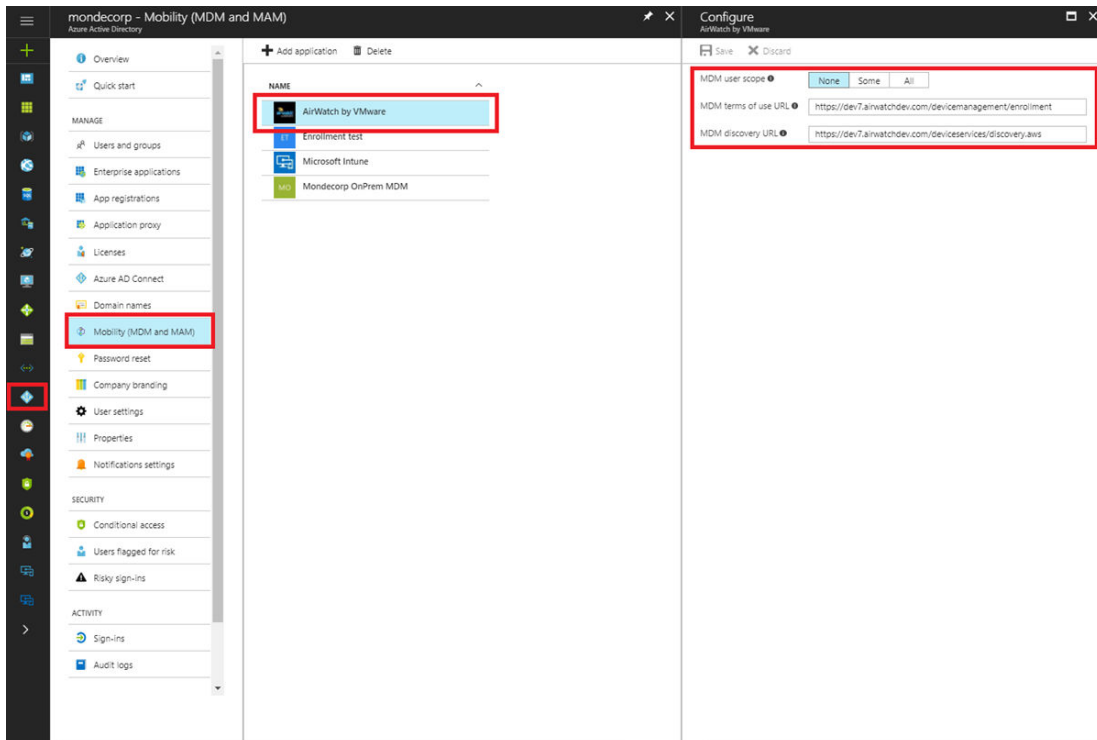 mondecorp - Mobility (MDM and MAM)
Azure Active Directory
Overview
Quick start
MANAGE
Users and groups
Enterprise applications
App registrations
Application proxy
Licenses
Azure AD Connect
Domain names
Mobility (MDM and MAM)
Password reset
Company branding
User settings
Properties
Notifications settings
SECURITY
Conditional access
Users flagged for risk
Risky sign-ins
ACTIVITY
Sign-ins
Audit logs
Add application Delete
NAME
AirWatch by VMware
ET Enrollment test
Microsoft Intune
MO Mondecorp OnPrem MDM
Configure
AirWatch by VMware
Save Discard
MDM user scope None Some All
MDM terms of use URL https://dev7.airwatchdev.com/devicemanagement/enrollment
MDM discovery URL https://dev7.airwatchdev.com/deviceservices/discovery.aws